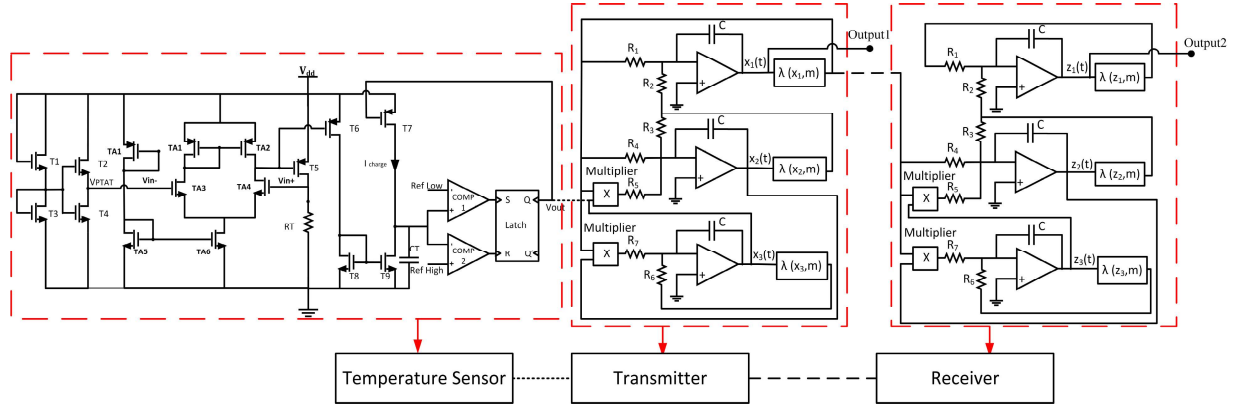 Vdd
T1
T2
TA1
TA1
TA2
T6
T7
T5
I charge
VPTAT
Vin-
TA3
TA4
Vin+
T3
T4
RT
TA5
TA6
T8
T9
CT
Ref Low
Ref High
- COMP 1 +
- COMP 2 +
S Q
Latch
R Q'
Vout
Multiplier
X
Multiplier
X
R1
R2
R3
R4
R5
R6
R7
C
+
x1(t)
λ (x1,m)
Output1
C
+
x2(t)
λ (x2,m)
C
+
x3(t)
λ (x3,m)
Multiplier
X
Multiplier
X
R1
R2
R3
R4
R5
R6
R7
C
+
z1(t)
λ (z1,m)
Output2
C
+
z2(t)
λ (z2,m)
C
+
z3(t)
λ (z3,m)
Temperature Sensor
Transmitter
Receiver